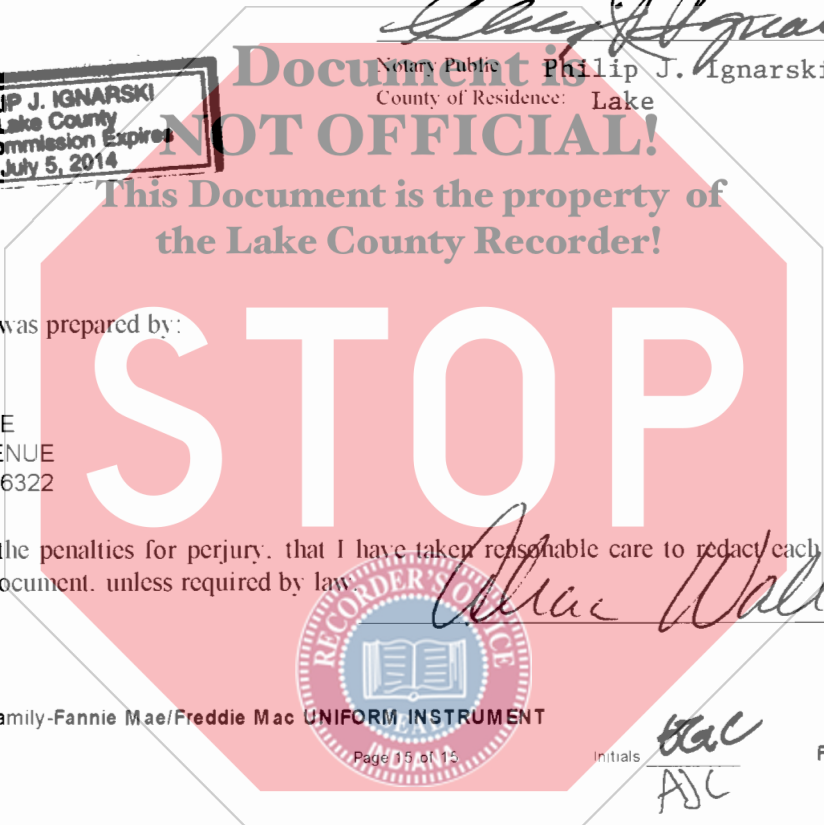 Document is
Notary Public Philip J. Ignarski
County of Residence: Lake
IP J. IGNARSKI
Lake County
mmission Expires
July 5, 2014
NOT OFFICIAL!
This Document is the property of
the Lake County Recorder!
was prepared by:
STOP
E
ENUE
6322
the penalties for perjury, that I have taken reasonable care to redact each
ocument, unless required by law.
RECORDER'S OFFICE
SEAL
INDIANA
amily-Fannie Mae/Freddie Mac UNIFORM INSTRUMENT
Page 15 of 15
Initials
AJC
F